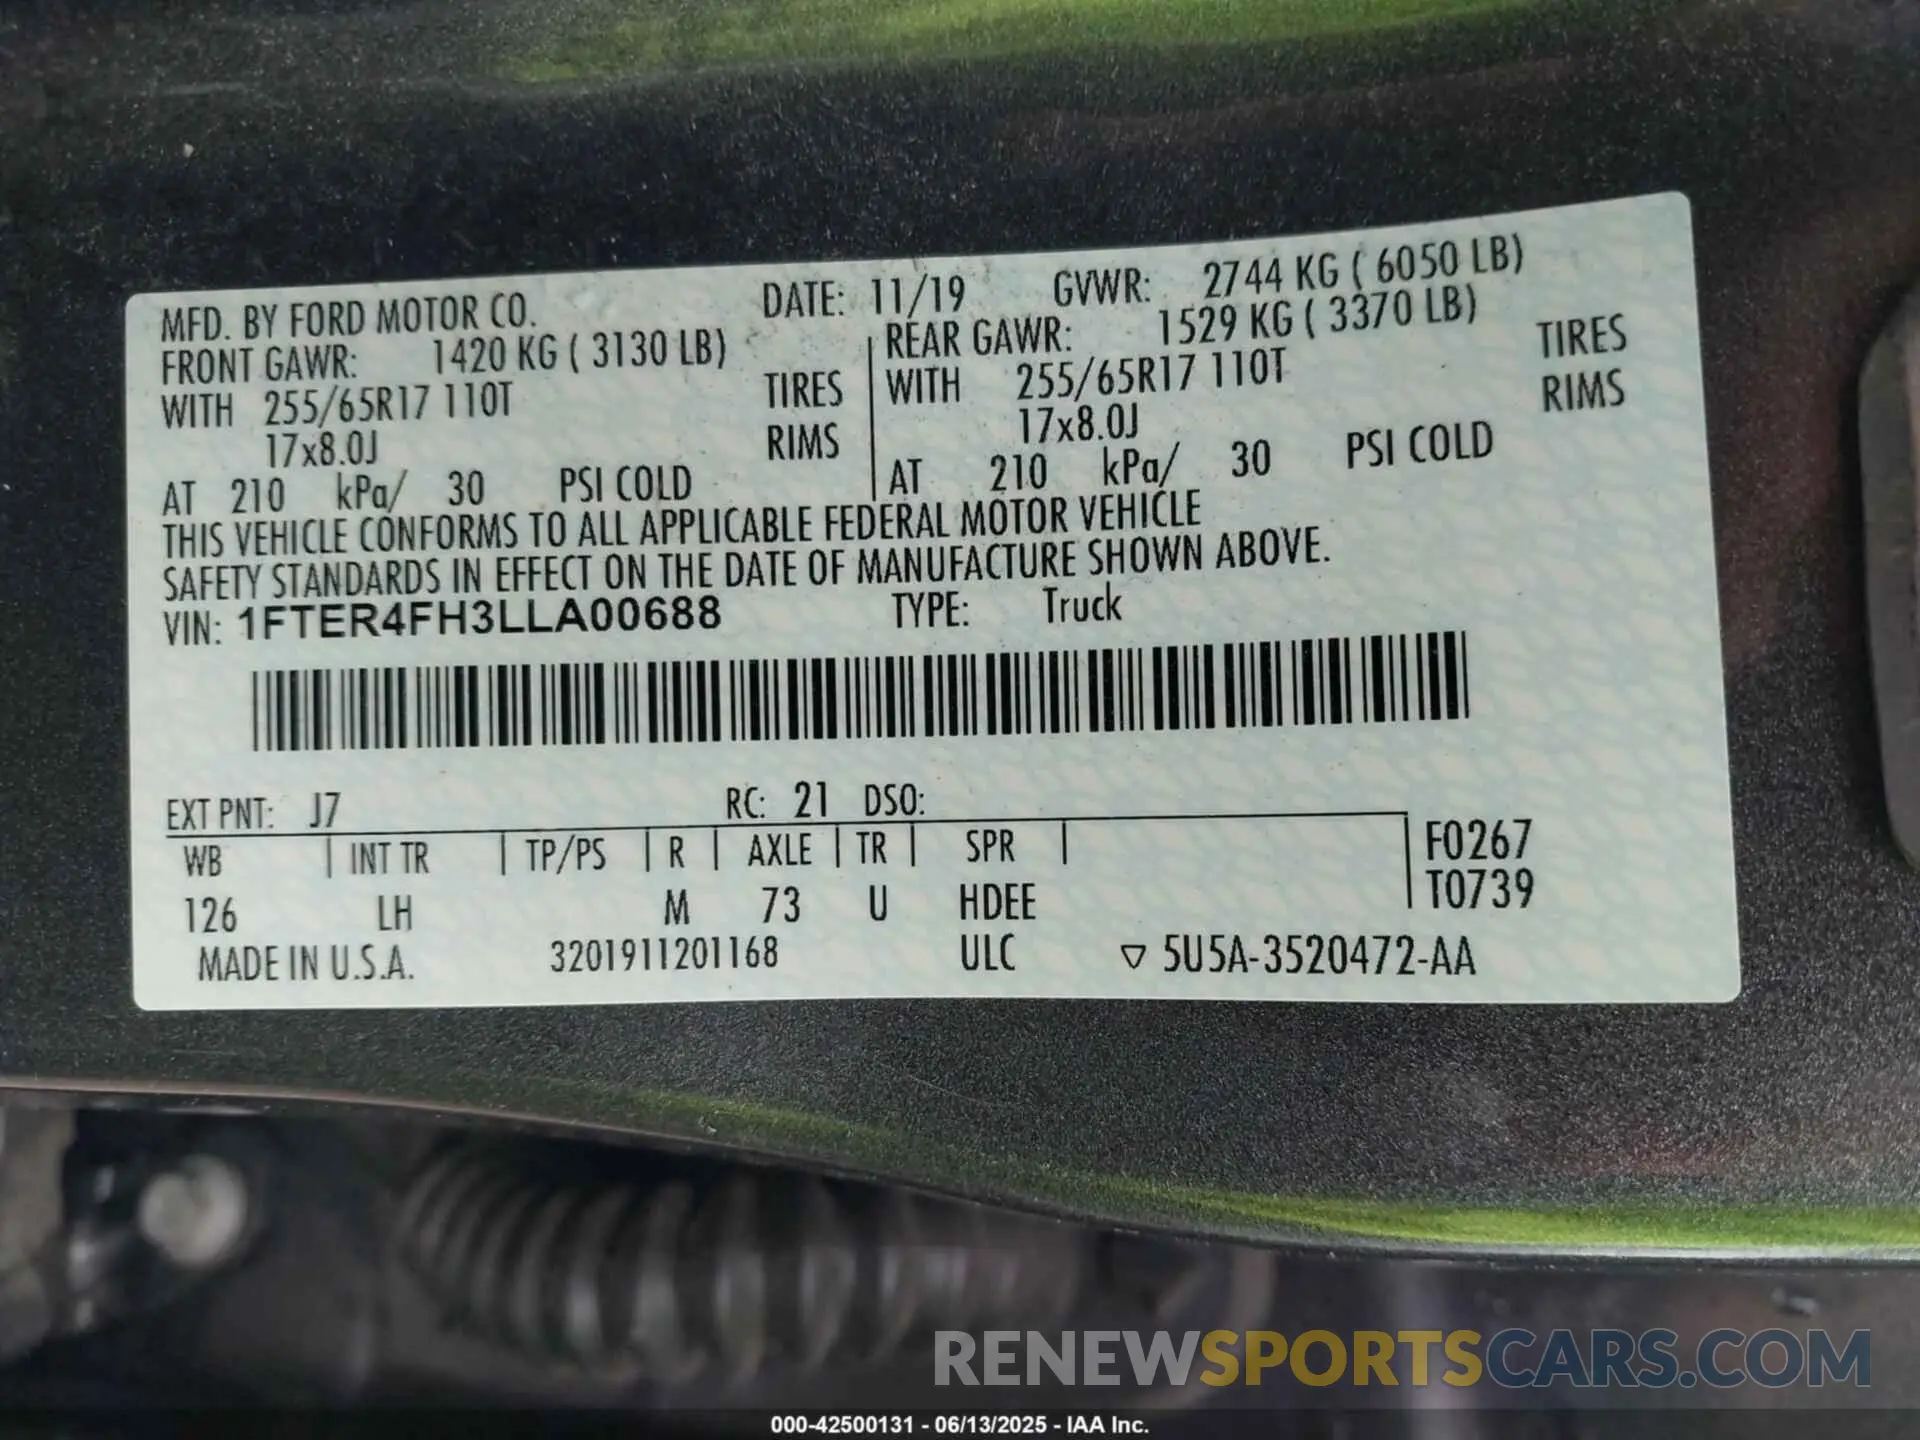 MFD. BY FORD MOTOR CO. DATE: 11/19 GVWR: 2744 KG ( 6050 LB)
FRONT GAWR: 1420 KG ( 3130 LB) REAR GAWR: 1529 KG ( 3370 LB)
WITH 255/65R17 110T TIRES WITH 255/65R17 110T TIRES
17x8.0J RIMS 17x8.0J RIMS
AT 210 kPa/ 30 PSI COLD AT 210 kPa/ 30 PSI COLD
THIS VEHICLE CONFORMS TO ALL APPLICABLE FEDERAL MOTOR VEHICLE
SAFETY STANDARDS IN EFFECT ON THE DATE OF MANUFACTURE SHOWN ABOVE.
VIN: 1FTER4FH3LLA00688 TYPE: Truck
EXT PNT: J7 RC: 21 DSO:
WB INT TR TP/PS R AXLE TR SPR F0267
126 LH M 73 U HDEE T0739
MADE IN U.S.A. 3201911201168 ULC ▽ 5U5A-3520472-AA
RENEWSPORTSCARS.COM
000-42500131 - 06/13/2025 - IAA Inc.